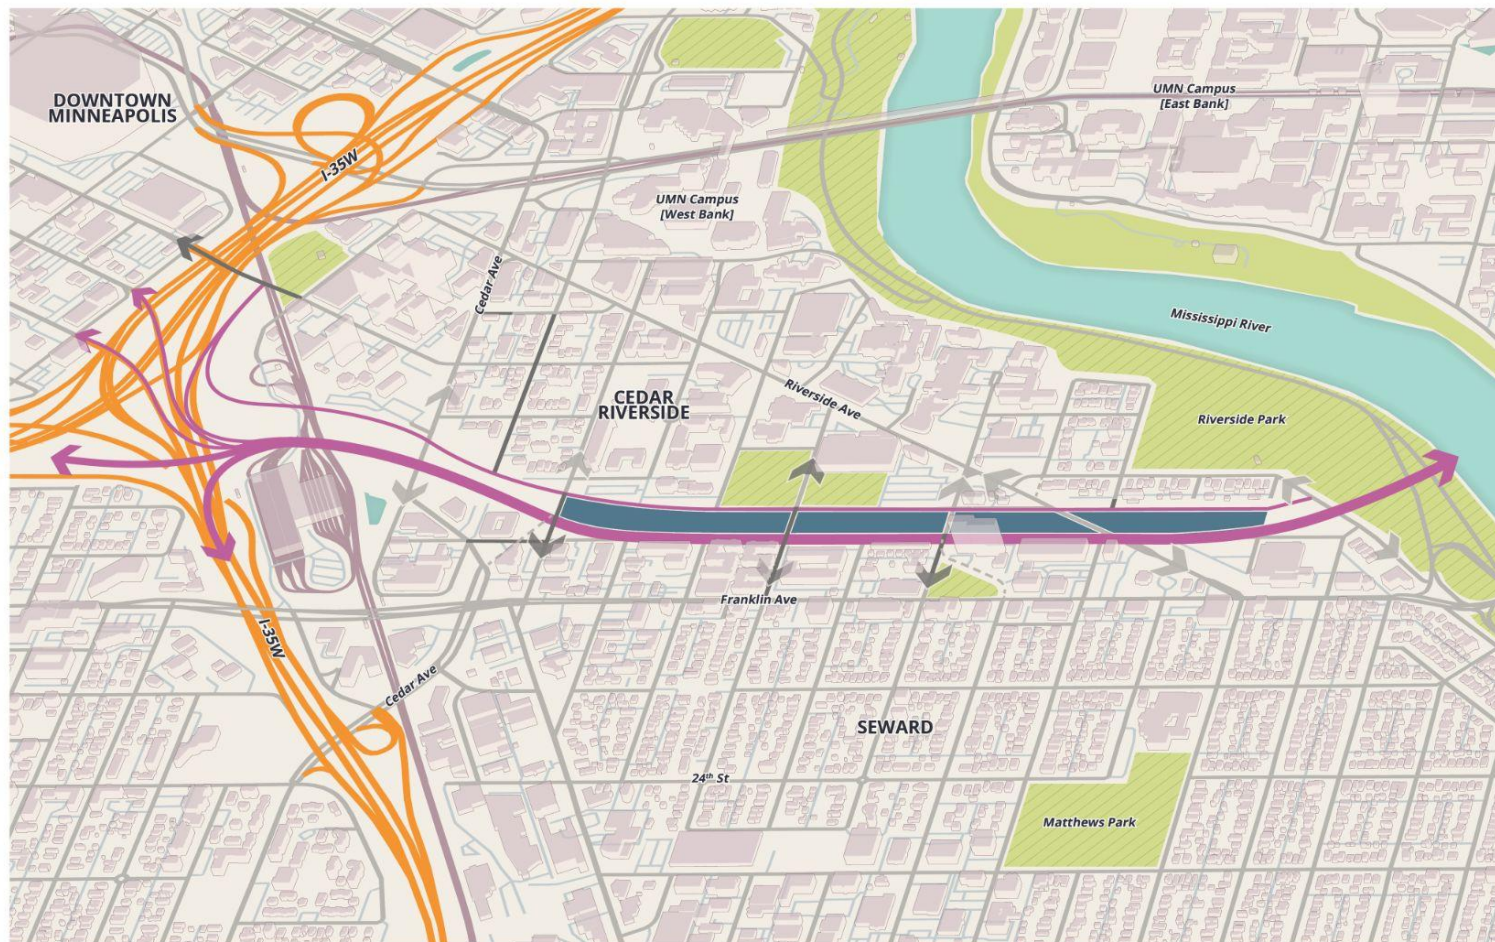 DOWNTOWN
MINNEAPOLIS
UMN Campus
[East Bank]
I-35W
UMN Campus
[West Bank]
Cedar Ave
Mississippi River
CEDAR
RIVERSIDE
Riverside Ave
Riverside Park
Franklin Ave
I-35W
Cedar Ave
SEWARD
24th St
Matthews Park